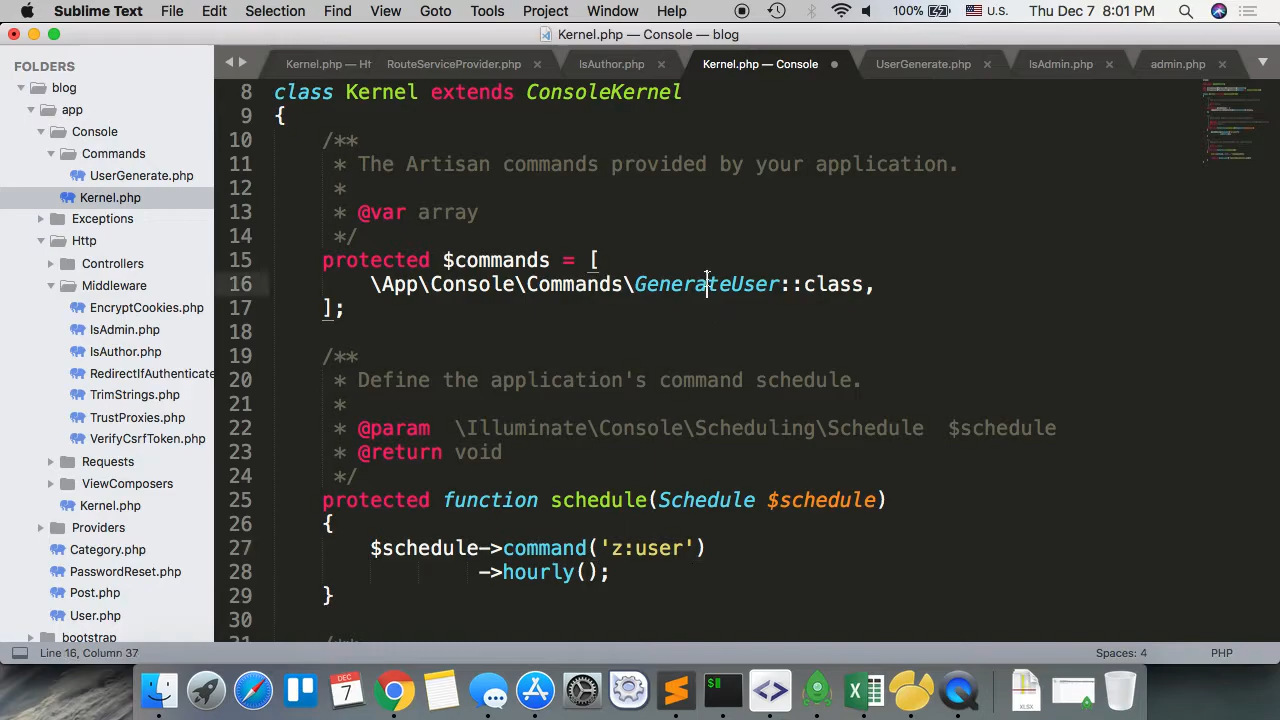 Sublime Text File Edit Selection Find View Goto Tools Project Window Help 100% U.S. Thu Dec 7 8:01 PM
Kernel.php — Console — blog
FOLDERS
blog
app
Console
Commands
UserGenerate.php
Kernel.php
Exceptions
Http
Controllers
Middleware
EncryptCookies.php
IsAdmin.php
IsAuthor.php
RedirectIfAuthenticate
TrimStrings.php
TrustProxies.php
VerifyCsrfToken.php
Requests
ViewComposers
Kernel.php
Providers
Category.php
PasswordReset.php
Post.php
User.php
bootstrap
Kernel.php — Ht RouteServiceProvider.php IsAuthor.php Kernel.php — Console UserGenerate.php IsAdmin.php admin.php
8 class Kernel extends ConsoleKernel
9 {
10 /**
11 * The Artisan commands provided by your application.
12 *
13 * @var array
14 */
15 protected $commands = [
16 \App\Console\Commands\GenerateUser::class,
17 ];
18
19 /**
20 * Define the application's command schedule.
21 *
22 * @param \Illuminate\Console\Scheduling\Schedule $schedule
23 * @return void
24 */
25 protected function schedule(Schedule $schedule)
26 {
27 $schedule->command('z:user')
28 ->hourly();
29 }
30
31 /**
Line 16, Column 37 Spaces: 4 PHP
DEC
7
XLSX